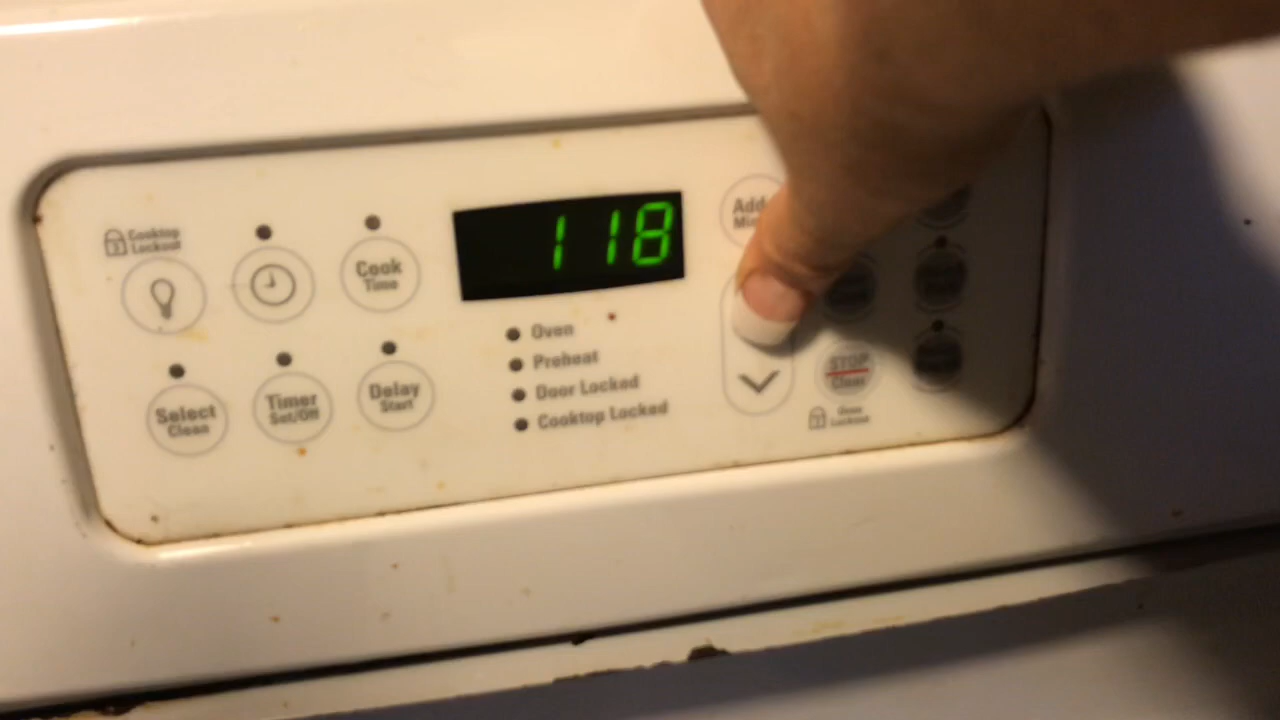 Cooktop
Lockout
Cook
Time
118
Add
Oven
Preheat
Door Locked
Cooktop Locked
Select
Clean
Timer
Set/Off
Delay
Start
STOP
Clear
Lockout